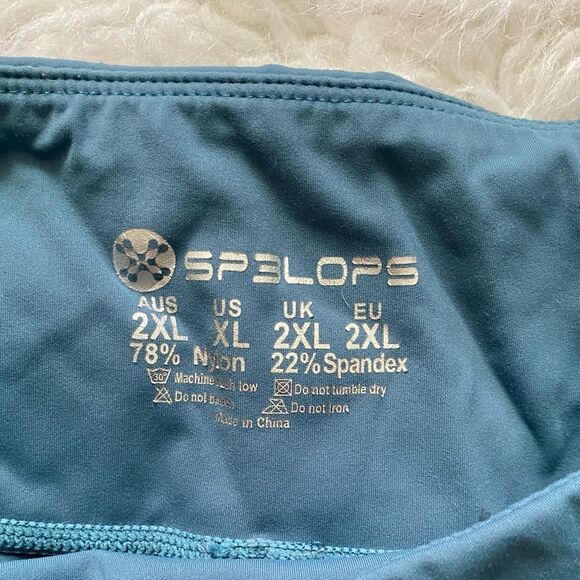 SP3LOPS
AUS US UK EU
2XL XL 2XL 2XL
78% Nylon 22% Spandex
30° Machine wash low Do not tumble dry
Do not Do not Iron
Made in China